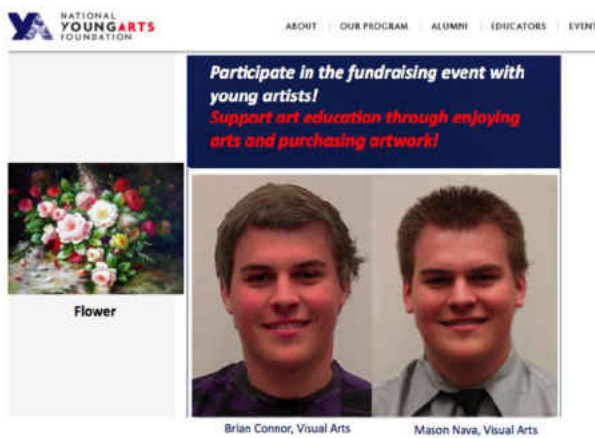 NATIONAL
YOUNGARTS
FOUNDATION
ABOUT
OUR PROGRAM
ALUMNI
EDUCATORS
EVENT
Participate in the fundraising event with
young artists!
Support art education through enjoying
arts and purchasing artwork!
Flower
Brian Connor, Visual Arts
Mason Nava, Visual Arts